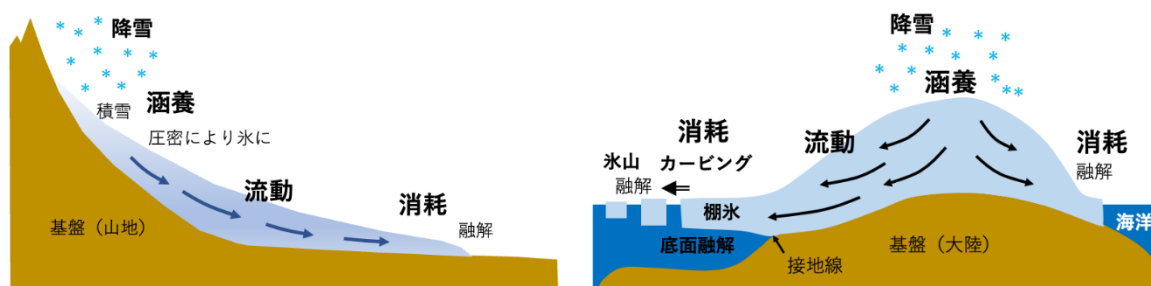 降雪
積雪
涵養
圧密により氷に
流動
消耗
融解
基盤（山地）
降雪
涵養
消耗
流動
消耗
融解
氷山
カービング
融解
棚氷
海洋
底面融解
接地線
基盤（大陸）